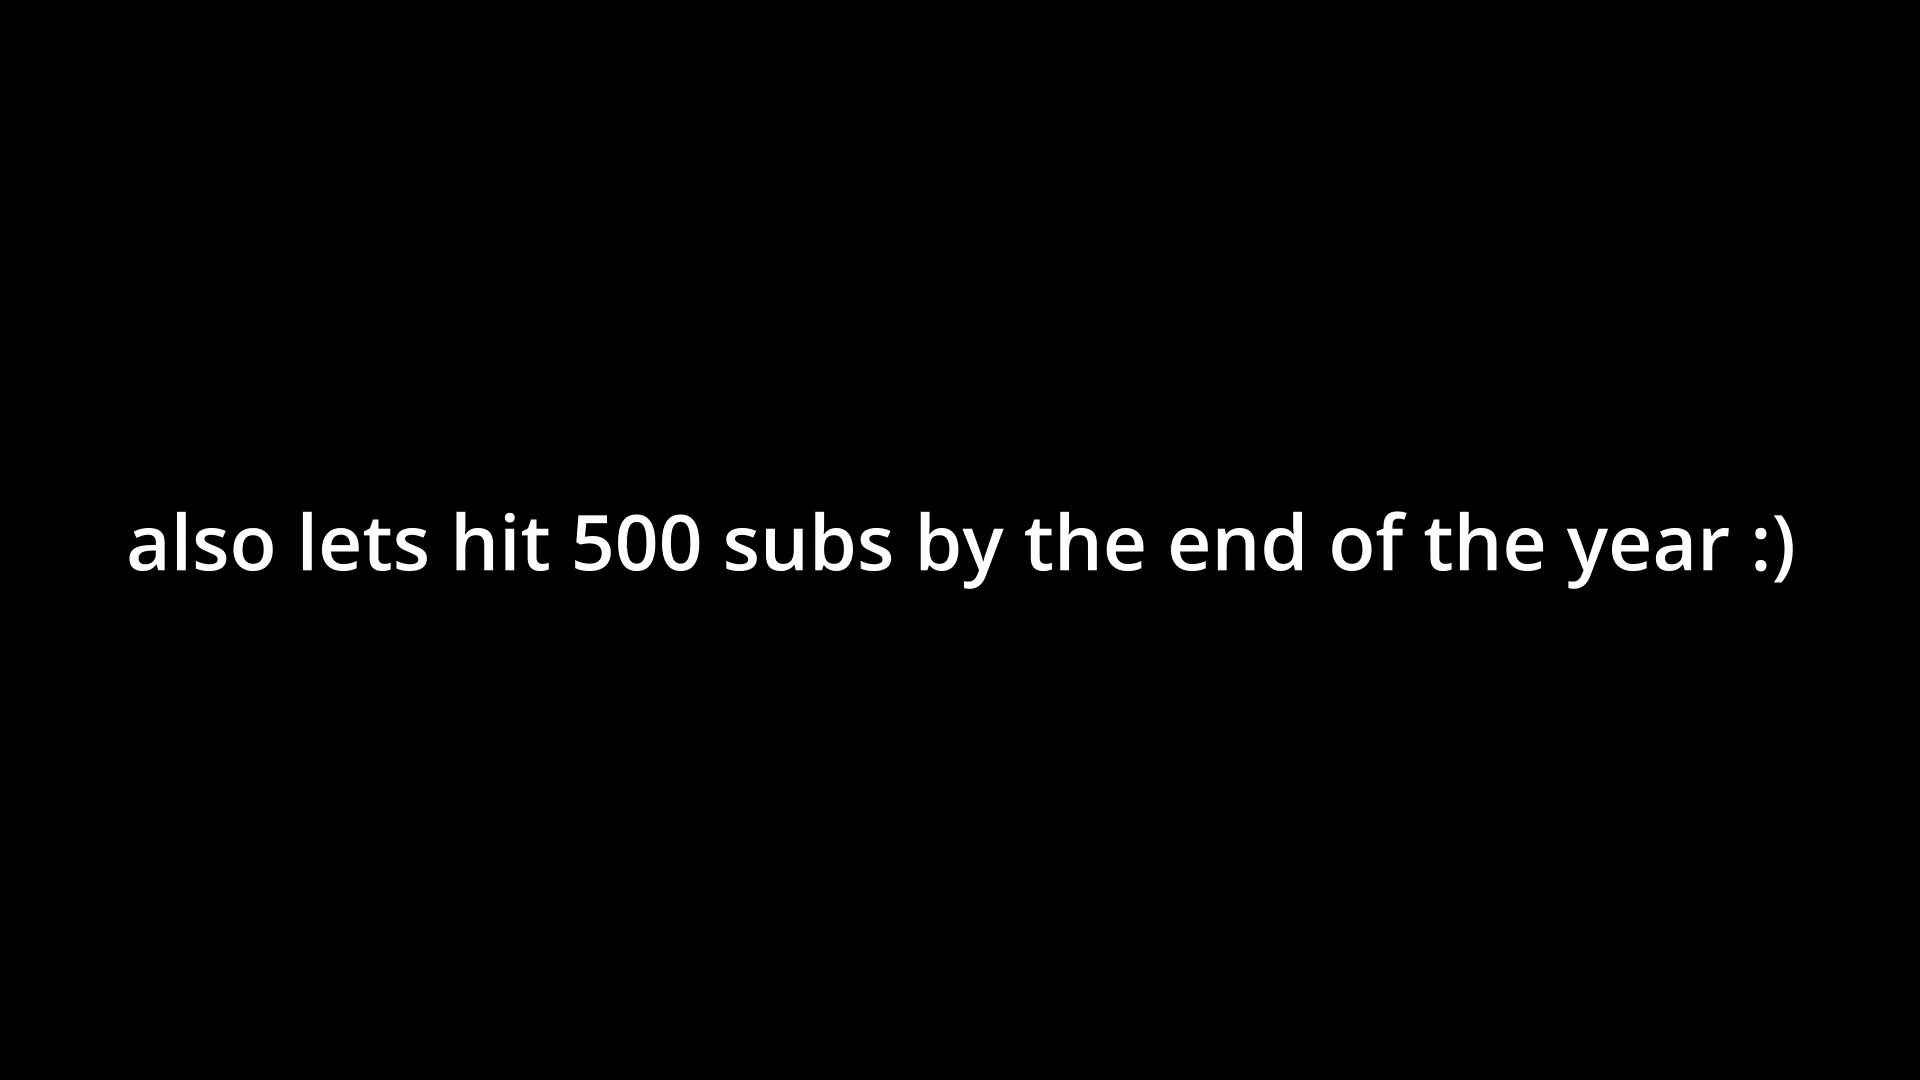 also lets hit 500 subs by the end of the year :)